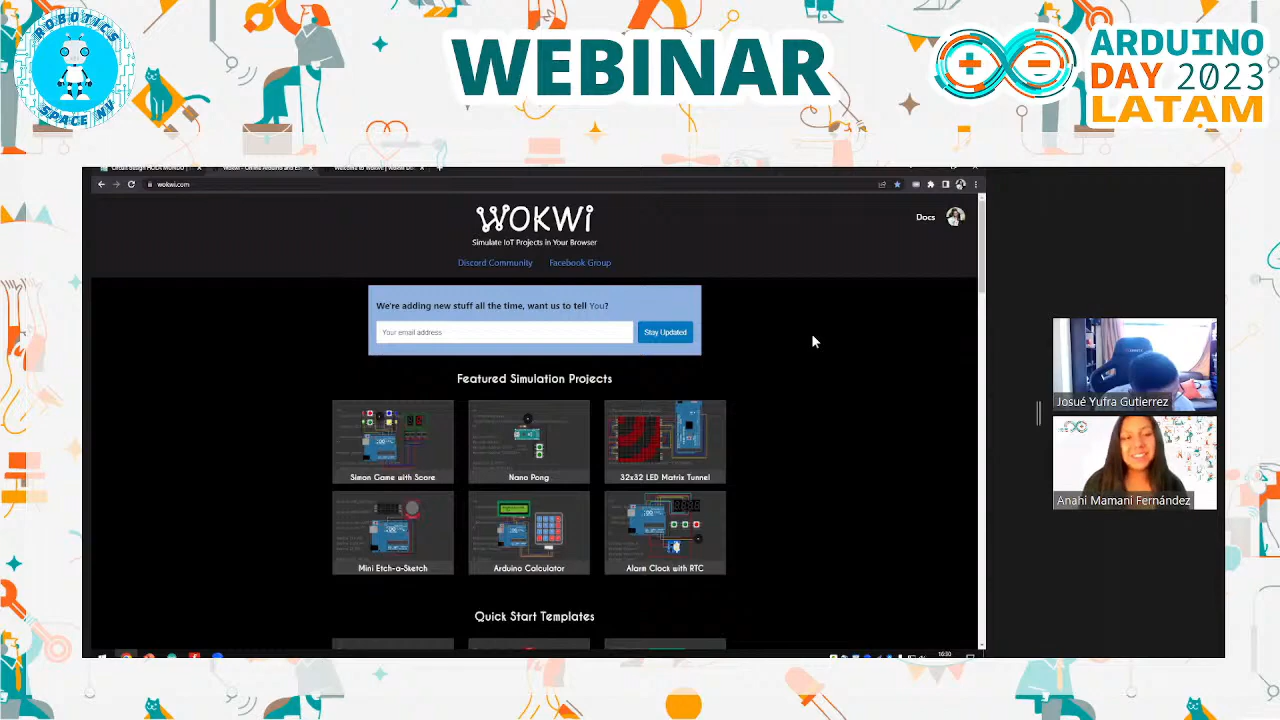 ROBOTICS
SPACE NV
WEBINAR
ARDUINO
DAY 2023
LATAM
wokwi.com
WOKWi
Simulate IoT Projects in Your Browser
Discord Community
Facebook Group
Docs
We're adding new stuff all the time, want us to tell You?
Your email address
Stay Updated
Featured Simulation Projects
Simon Game with Score
Nano Pong
32x32 LED Matrix Tunnel
Mini Etch-a-Sketch
Arduino Calculator
Alarm Clock with RTC
Quick Start Templates
16:30
Josué Yufra Gutierrez
Anahi Mamani Fernández